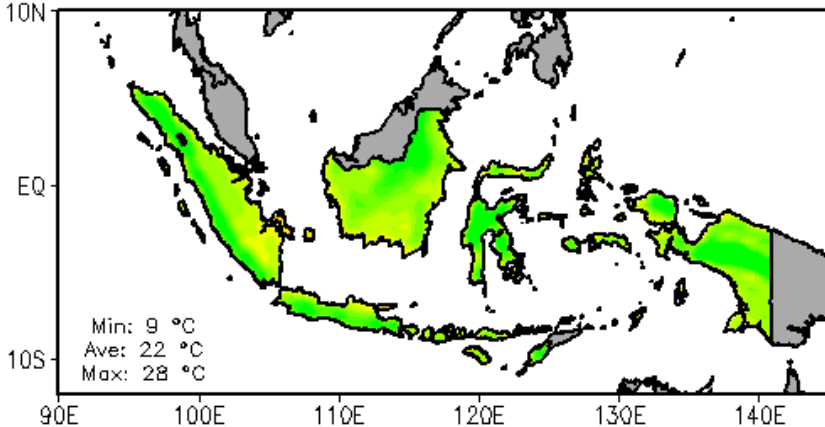 10N
EQ
Min: 9 °C
Ave: 22 °C
Max: 28 °C
10S
90E 100E 110E 120E 130E 140E